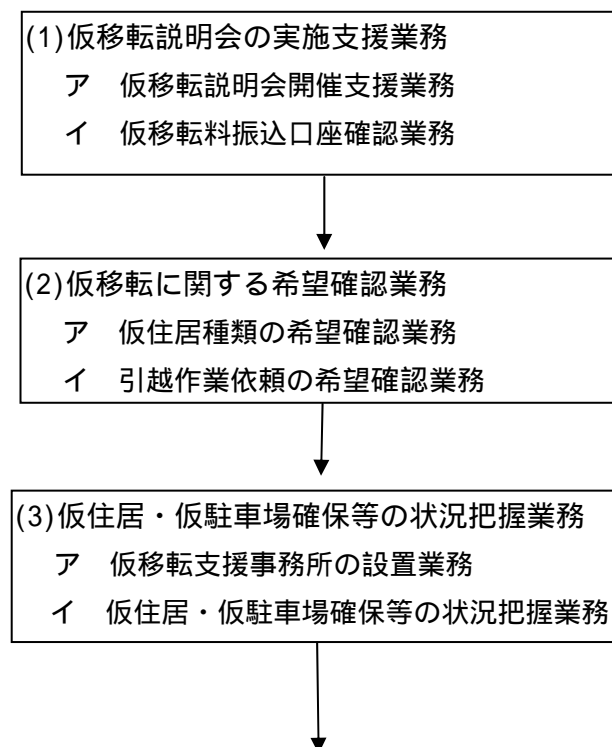 (1)仮移転説明会の実施支援業務
ア　仮移転説明会開催支援業務
イ　仮移転料振込口座確認業務
(2)仮移転に関する希望確認業務
ア　仮住居種類の希望確認業務
イ　引越作業依頼の希望確認業務
(3)仮住居・仮駐車場確保等の状況把握業務
ア　仮移転支援事務所の設置業務
イ　仮住居・仮駐車場確保等の状況把握業務